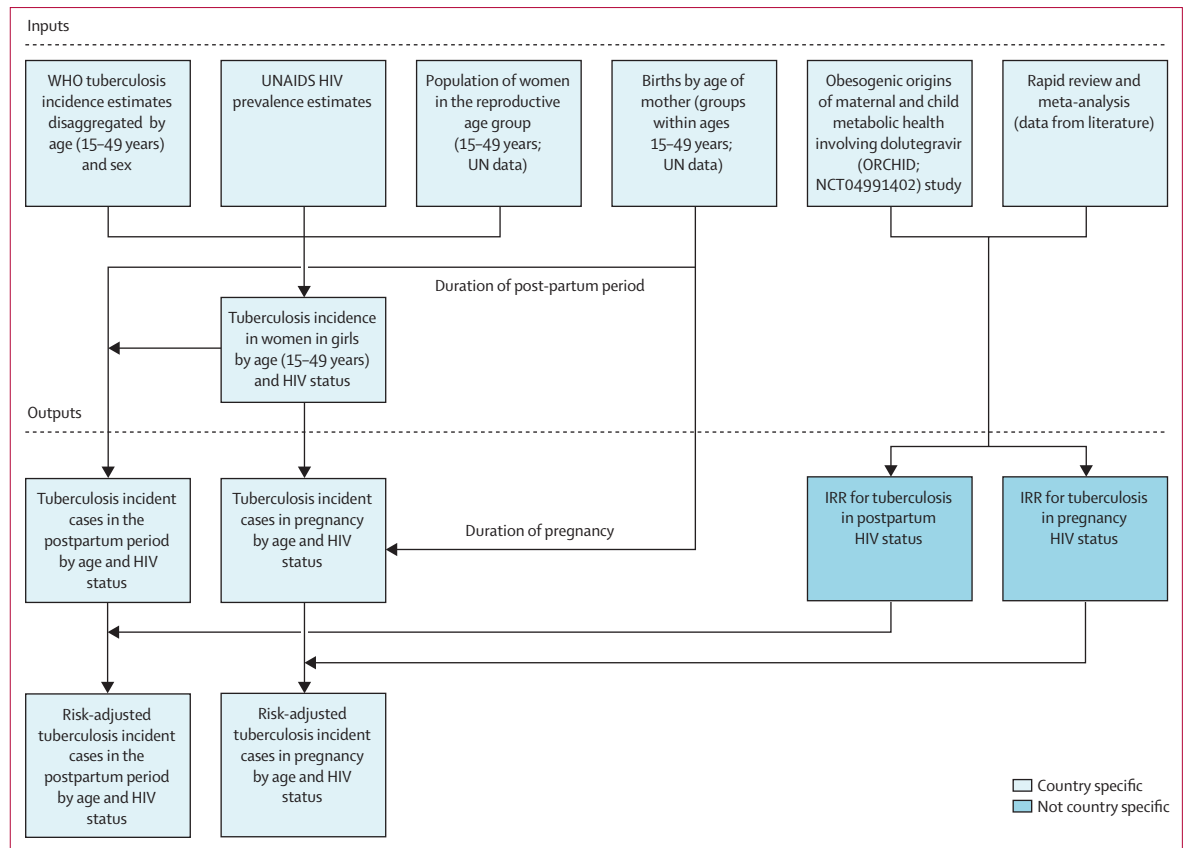 Inputs
WHO tuberculosis
incidence estimates
disaggregated by
age (15–49 years)
and sex
UNAIDS HIV
prevalence estimates
Population of women
in the reproductive
age group
(15–49 years;
UN data)
Births by age of
mother (groups
within ages
15–49 years;
UN data)
Obesogenic origins
of maternal and child
metabolic health
involving dolutegravir
(ORCHID;
NCT04991402) study
Rapid review and
meta-analysis
(data from literature)
Duration of post-partum period
Tuberculosis incidence
in women in girls
by age (15–49 years)
and HIV status
Outputs
Tuberculosis incident
cases in the
postpartum period
by age and HIV
status
Tuberculosis incident
cases in pregnancy
by age and HIV
status
Duration of pregnancy
IRR for tuberculosis
in postpartum
HIV status
IRR for tuberculosis
in pregnancy
HIV status
Risk-adjusted
tuberculosis incident
cases in the
postpartum period
by age and HIV
status
Risk-adjusted
tuberculosis incident
cases in pregnancy
by age and HIV
status
Country specific
Not country specific